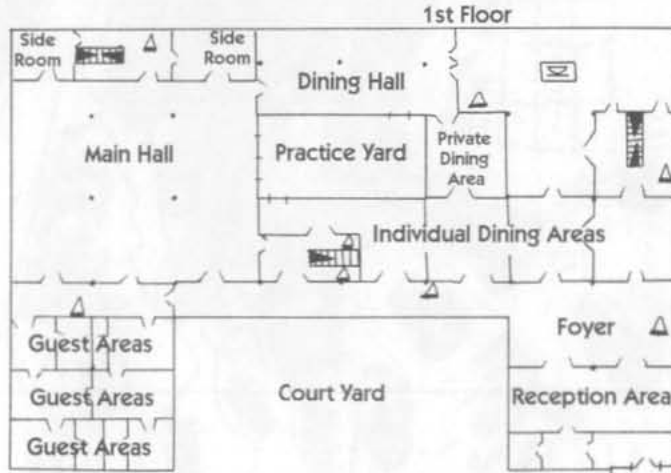 1st Floor
Side
Room
Side
Room
Dining Hall
Main Hall
Practice Yard
Private
Dining
Area
Individual Dining Areas
Foyer
Guest Areas
Guest Areas
Court Yard
Reception Area
Guest Areas